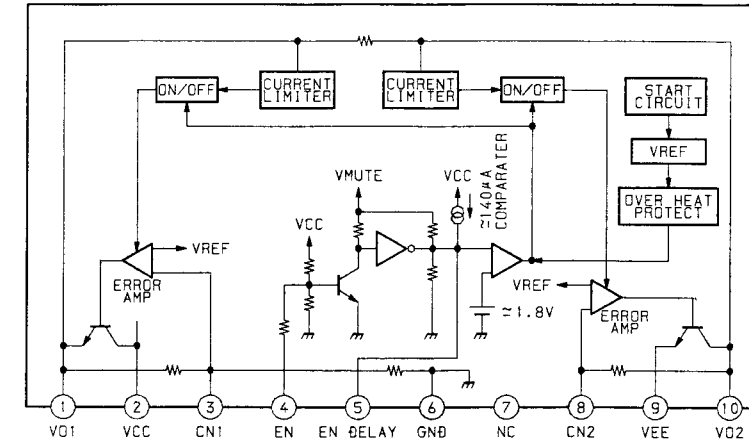 ON/OFF
CURRENT
LIMITER
CURRENT
LIMITER
ON/OFF
START
CIRCUIT
VREF
OVER HEAT
PROTECT
VMUTE
VCC
≃140μA
COMPARATER
VCC
VREF
ERROR
AMP
≃1.8V
VREF
ERROR
AMP
1 2 3 4 5 6 7 8 9 10
VO1 VCC CN1 EN EN DELAY GND NC CN2 VEE VO2